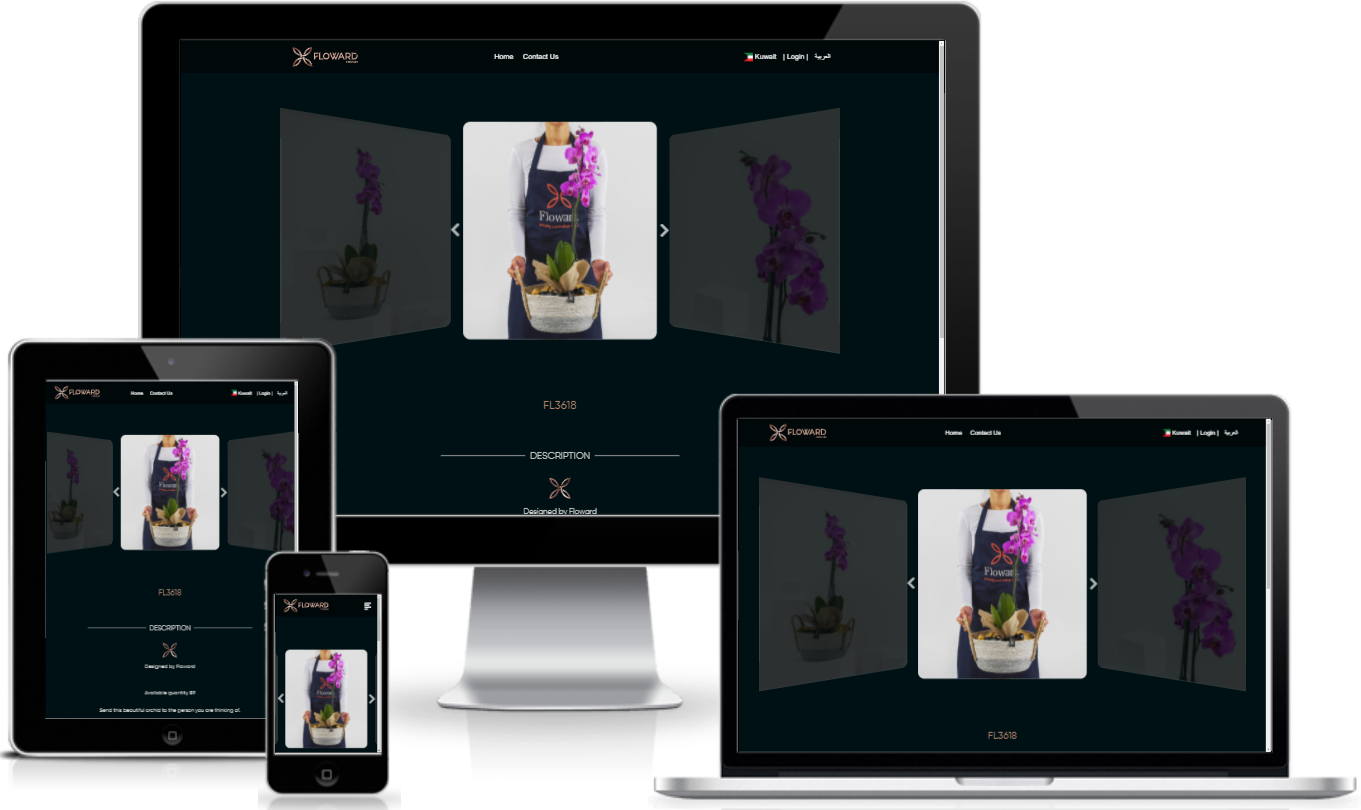 FLOWARD
Home Contact Us
Kuwait | Login | العربية
Floward.
FL3618
DESCRIPTION
Designed by Floward
FLOWARD
Home Contact Us
Kuwait | Login | العربية
FL3618
DESCRIPTION
Designed by Floward
Available quantity 89
Send this beautiful orchid to the person you are thinking of.
FLOWARD
FLOWARD
Home Contact Us
Kuwait | Login | العربية
Floward.
FL3618